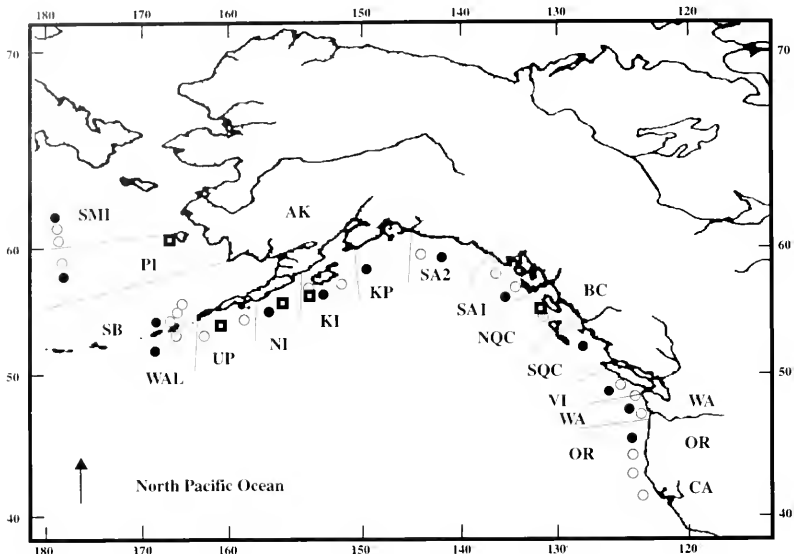 180 170 160 150 140 130 120
70 70
AK
SMI
60 60
PI
SA2
BC
KP
SA1
KI
SB
NQC
NI
UP
SQC
WAL
50 50
VI
WA
WA
OR
OR
CA
North Pacific Ocean
40 40
180 170 160 150 140 130 120